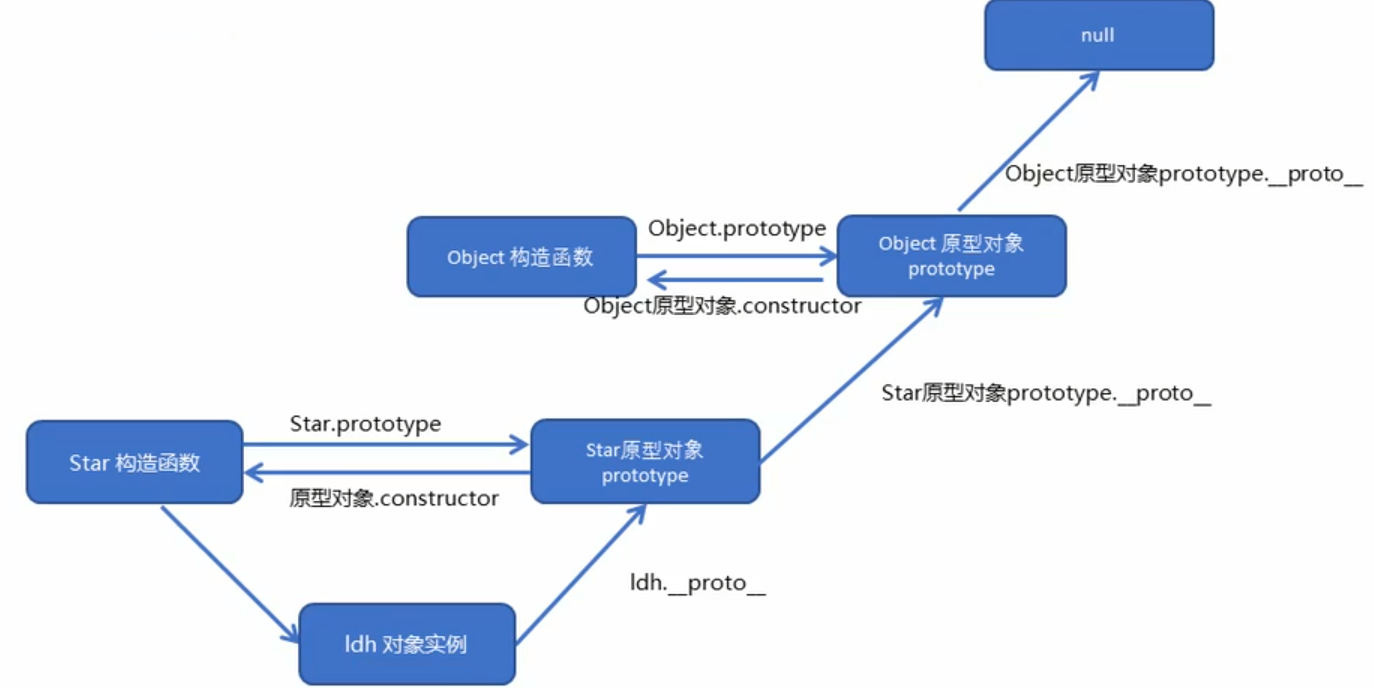 null
Object原型对象prototype.__proto__
Object.prototype
Object 构造函数
Object 原型对象
prototype
Object原型对象.constructor
Star原型对象prototype.__proto__
Star.prototype
Star 构造函数
Star原型对象
prototype
原型对象.constructor
ldh.__proto__
ldh 对象实例